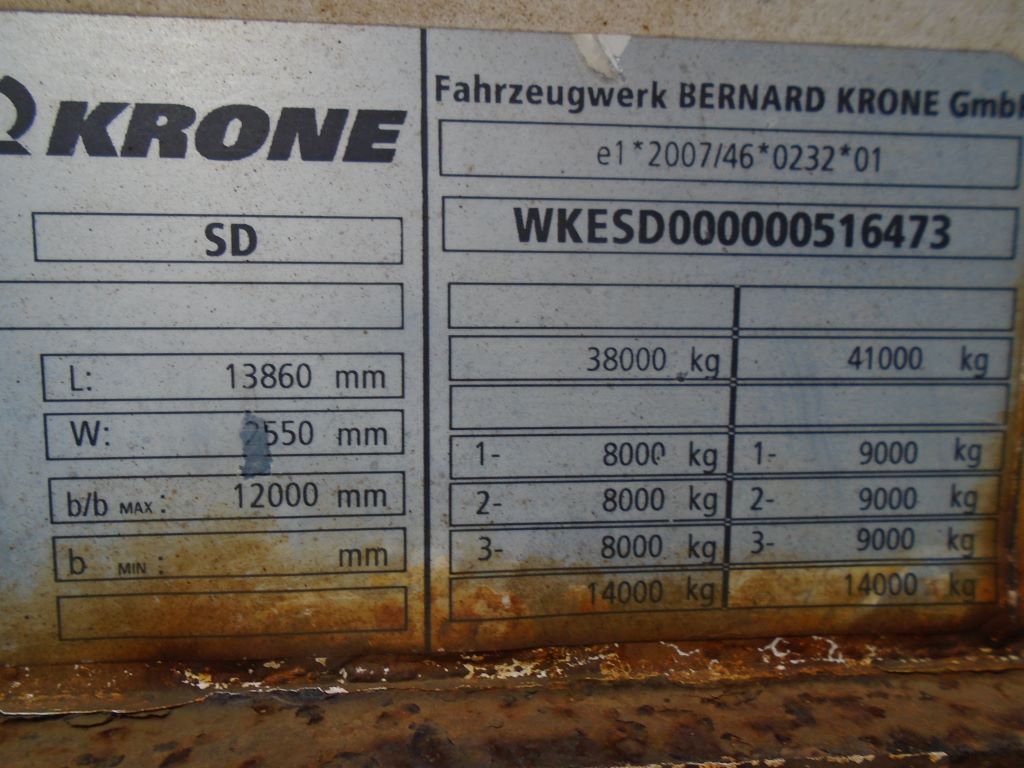 KRONE
SD
L: 13860 mm
W: 2550 mm
b/b MAX : 12000 mm
b MIN : mm
Fahrzeugwerk BERNARD KRONE Gmb
e1*2007/46*0232*01
WKESD000000516473
38000 kg 41000 kg
1- 8000 kg 1- 9000 kg
2- 8000 kg 2- 9000 kg
3- 8000 kg 3- 9000 kg
14000 kg 14000 kg